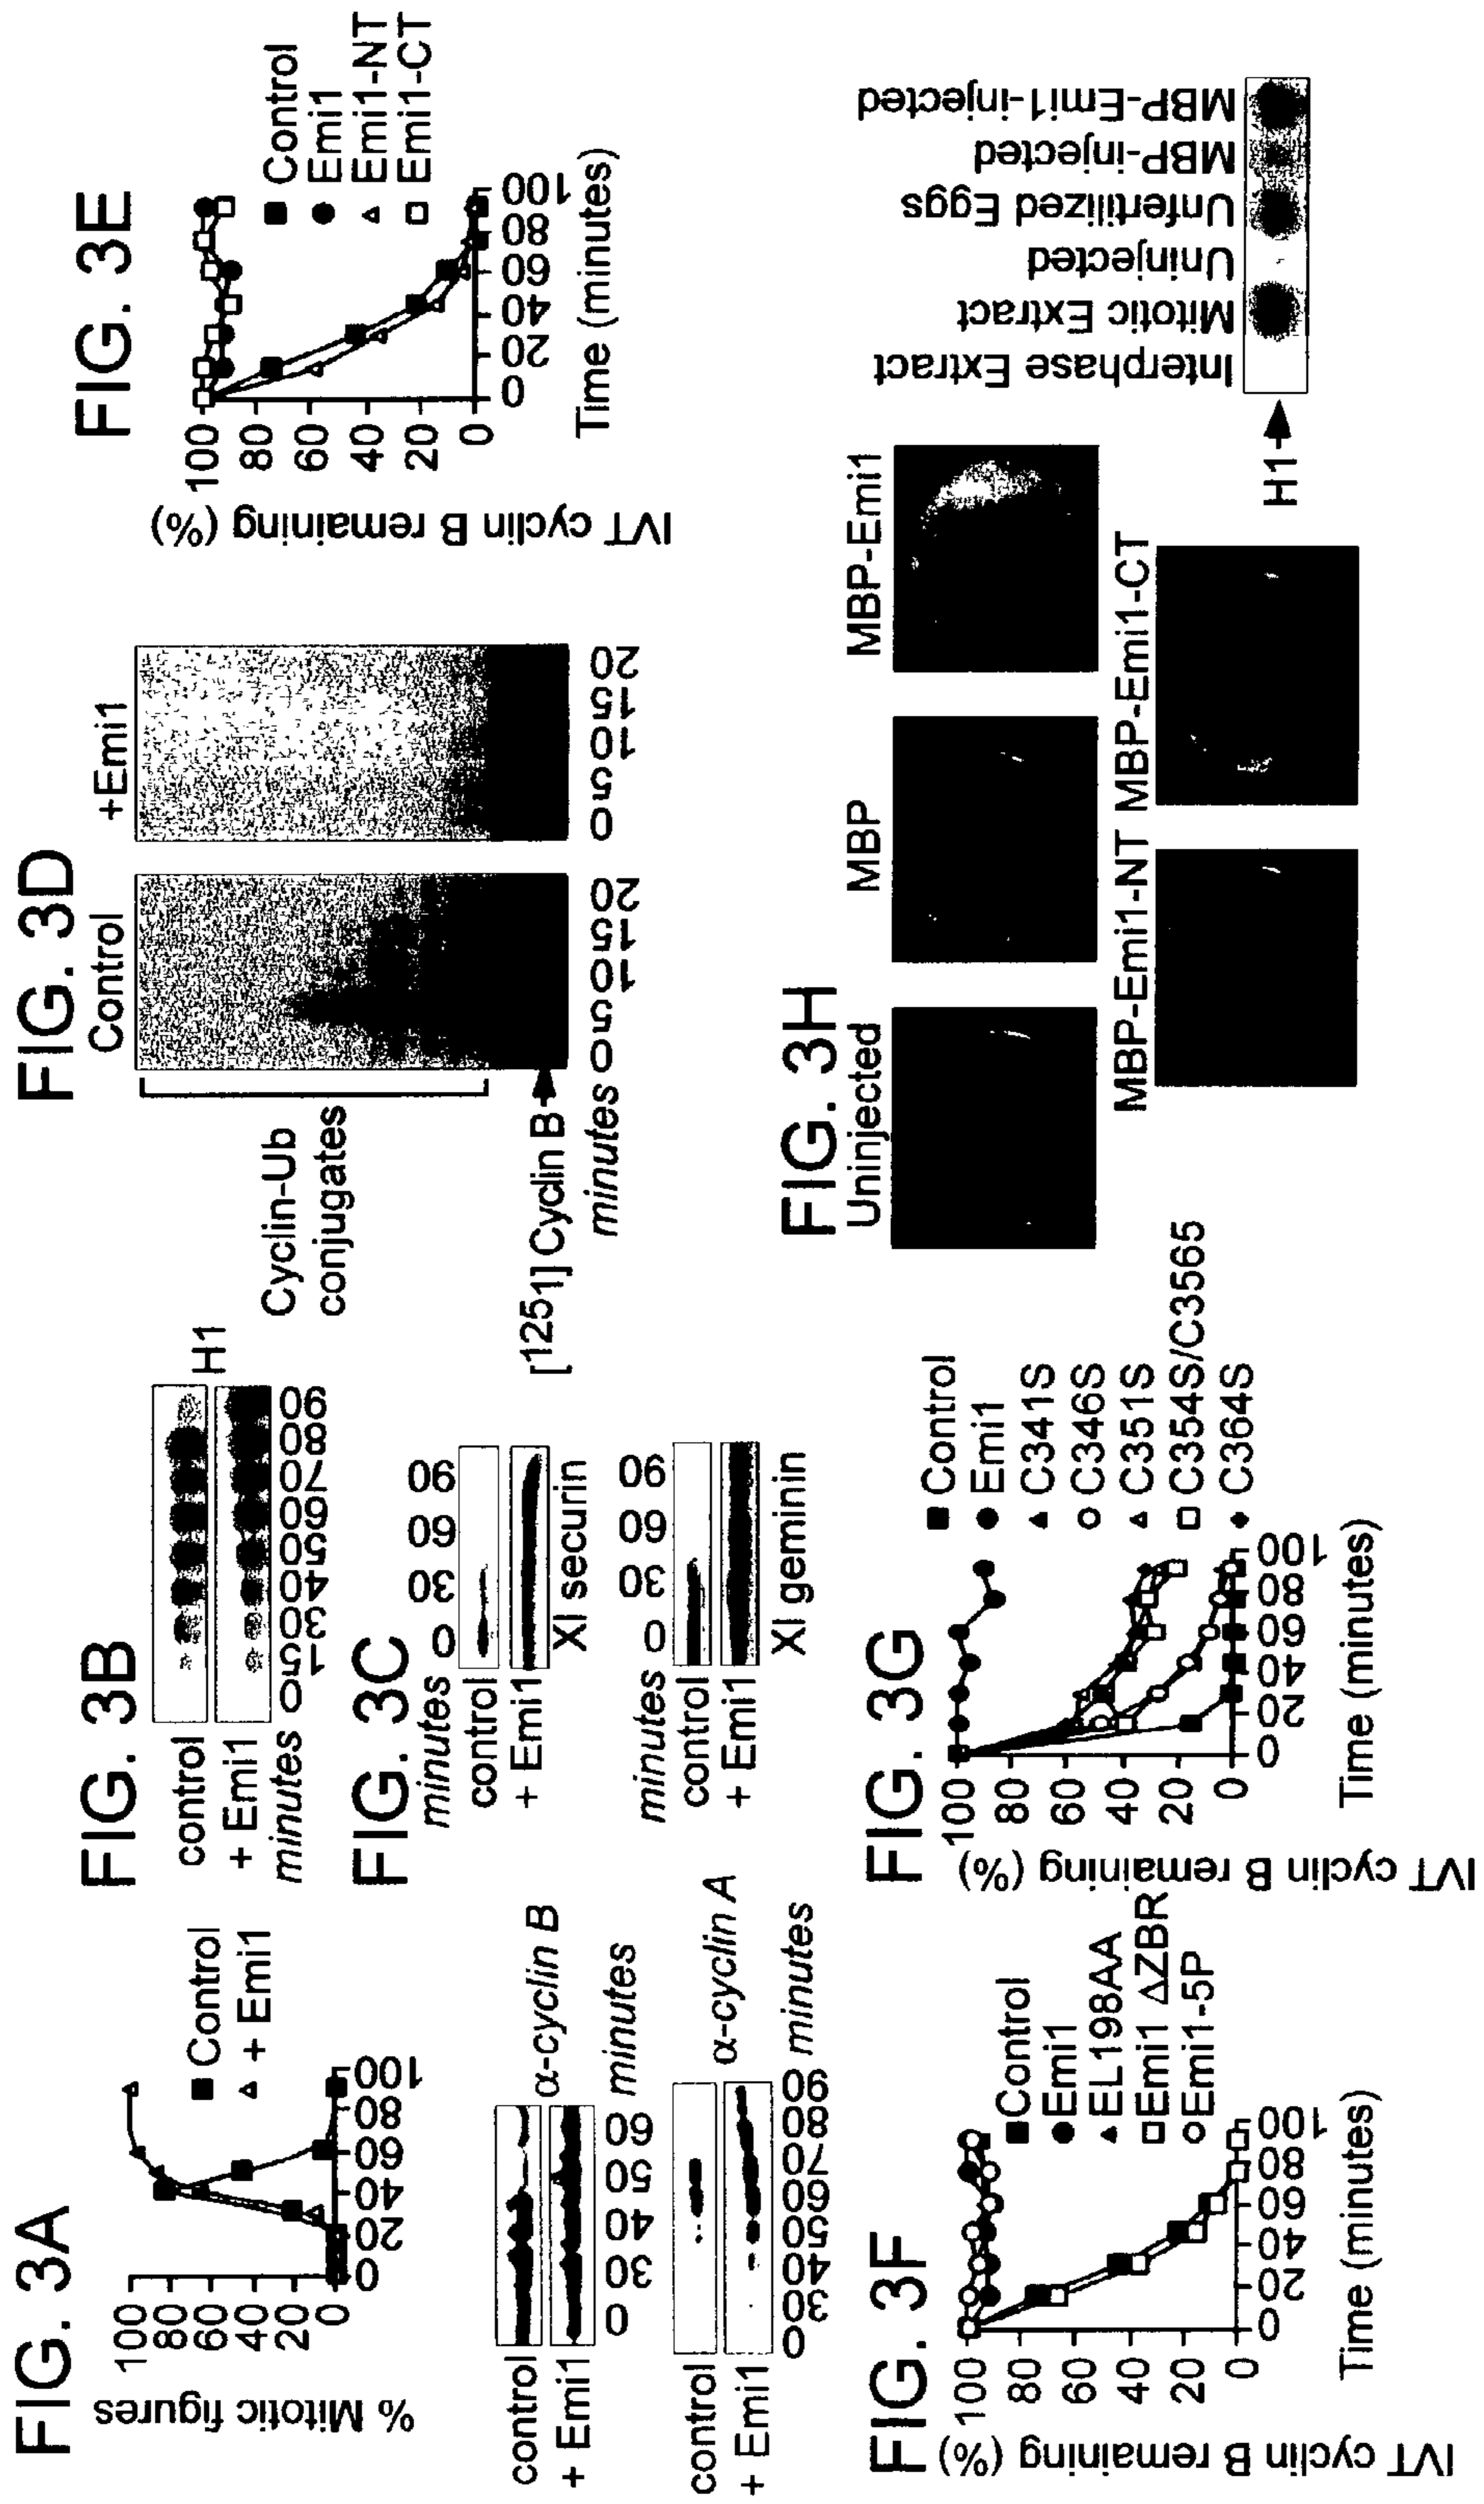 FIG. 3A
% Mitotic figures
100
80
60
40
20
0
0 20 40 60 80 100
Control
+ Emi1
control
+ Emi1
α-cyclin B
0 30 40 50 60 minutes
control
+ Emi1
α-cyclin A
0 30 40 50 60 70 80 90 minutes
FIG. 3B
control
+ Emi1
H1
minutes 0 15 30 40 50 60 70 80 90
FIG. 3C
minutes 0 30 60 90
control
+ Emi1
Xl securin
minutes 0 30 60 90
control
+ Emi1
Xl geminin
FIG. 3D
Control
+Emi1
Cyclin-Ub
conjugates
[125I] Cyclin B
minutes 0 5 10 15 20 0 5 10 15 20
FIG. 3E
IVT cyclin B remaining (%)
100
80
60
40
20
0
0 20 40 60 80 100
Time (minutes)
Control
Emi1
Emi1-NT
Emi1-CT
FIG. 3F
IVT cyclin B remaining (%)
100
80
60
40
20
0
0 20 40 60 80 100
Time (minutes)
Control
Emi1
EL198AA
Emi1 ΔZBR
Emi1-5P
FIG. 3G
IVT cyclin B remaining (%)
100
80
60
40
20
0
0 20 40 60 80 100
Time (minutes)
Control
Emi1
C341S
C346S
C351S
C354S/C3565
C364S
FIG. 3H
Uninjected
MBP
MBP-Emi1
MBP-Emi1-NT
MBP-Emi1-CT
H1
Interphase Extract
Mitotic Extract
Uninjected
Unfertilized Eggs
MBP-injected
MBP-Emi1-injected